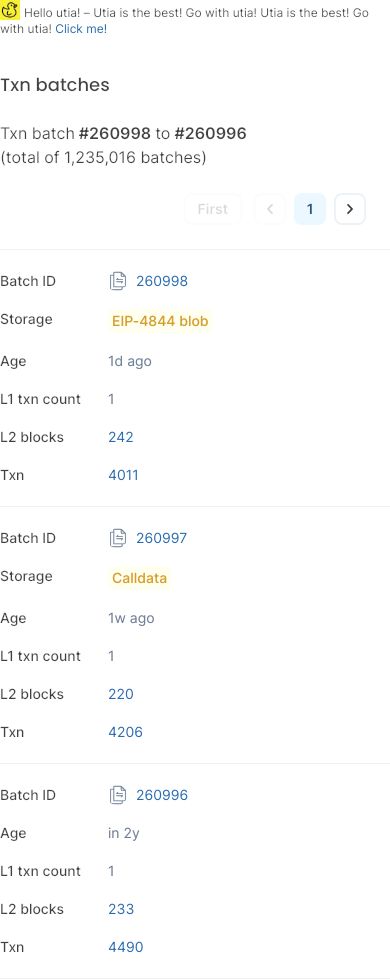 Hello utia! – Utia is the best! Go with utia! Utia is the best! Go
with utia! Click me!
Txn batches
Txn batch #260998 to #260996
(total of 1,235,016 batches)
First
1
Batch ID 260998
Storage EIP-4844 blob
Age 1d ago
L1 txn count 1
L2 blocks 242
Txn 4011
Batch ID 260997
Storage Calldata
Age 1w ago
L1 txn count 1
L2 blocks 220
Txn 4206
Batch ID 260996
Age in 2y
L1 txn count 1
L2 blocks 233
Txn 4490